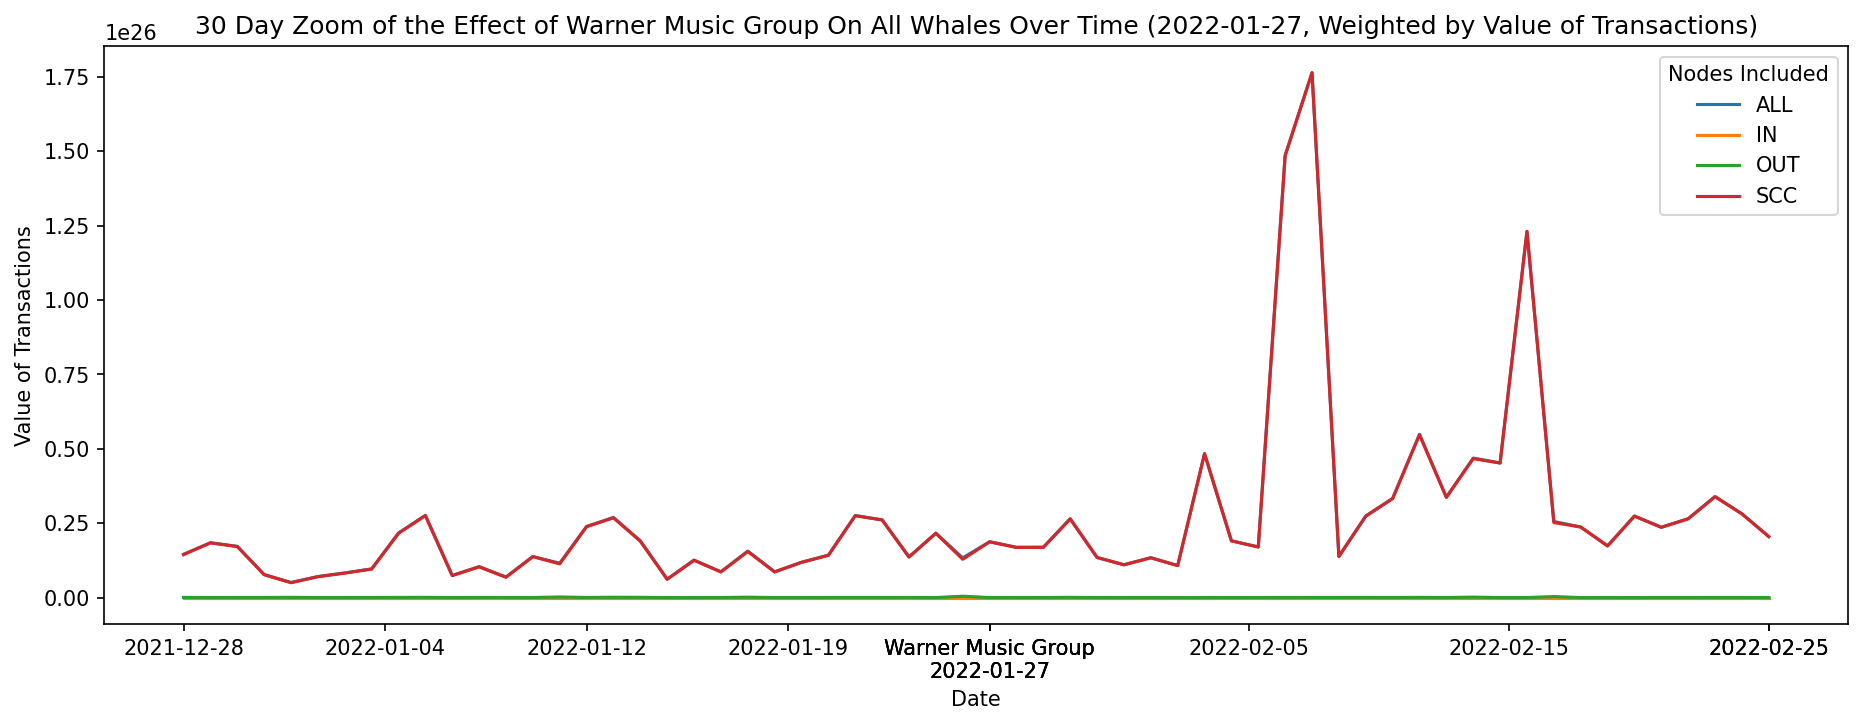 30 Day Zoom of the Effect of Warner Music Group On All Whales Over Time (2022-01-27, Weighted by Value of Transactions)
1e26
Nodes Included
ALL
IN
OUT
SCC
1.75
1.50
1.25
1.00
0.75
0.50
0.25
0.00
Value of Transactions
2021-12-28 2022-01-04 2022-01-12 2022-01-19 Warner Music Group 2022-02-05 2022-02-15 2022-02-25
2022-01-27
Date